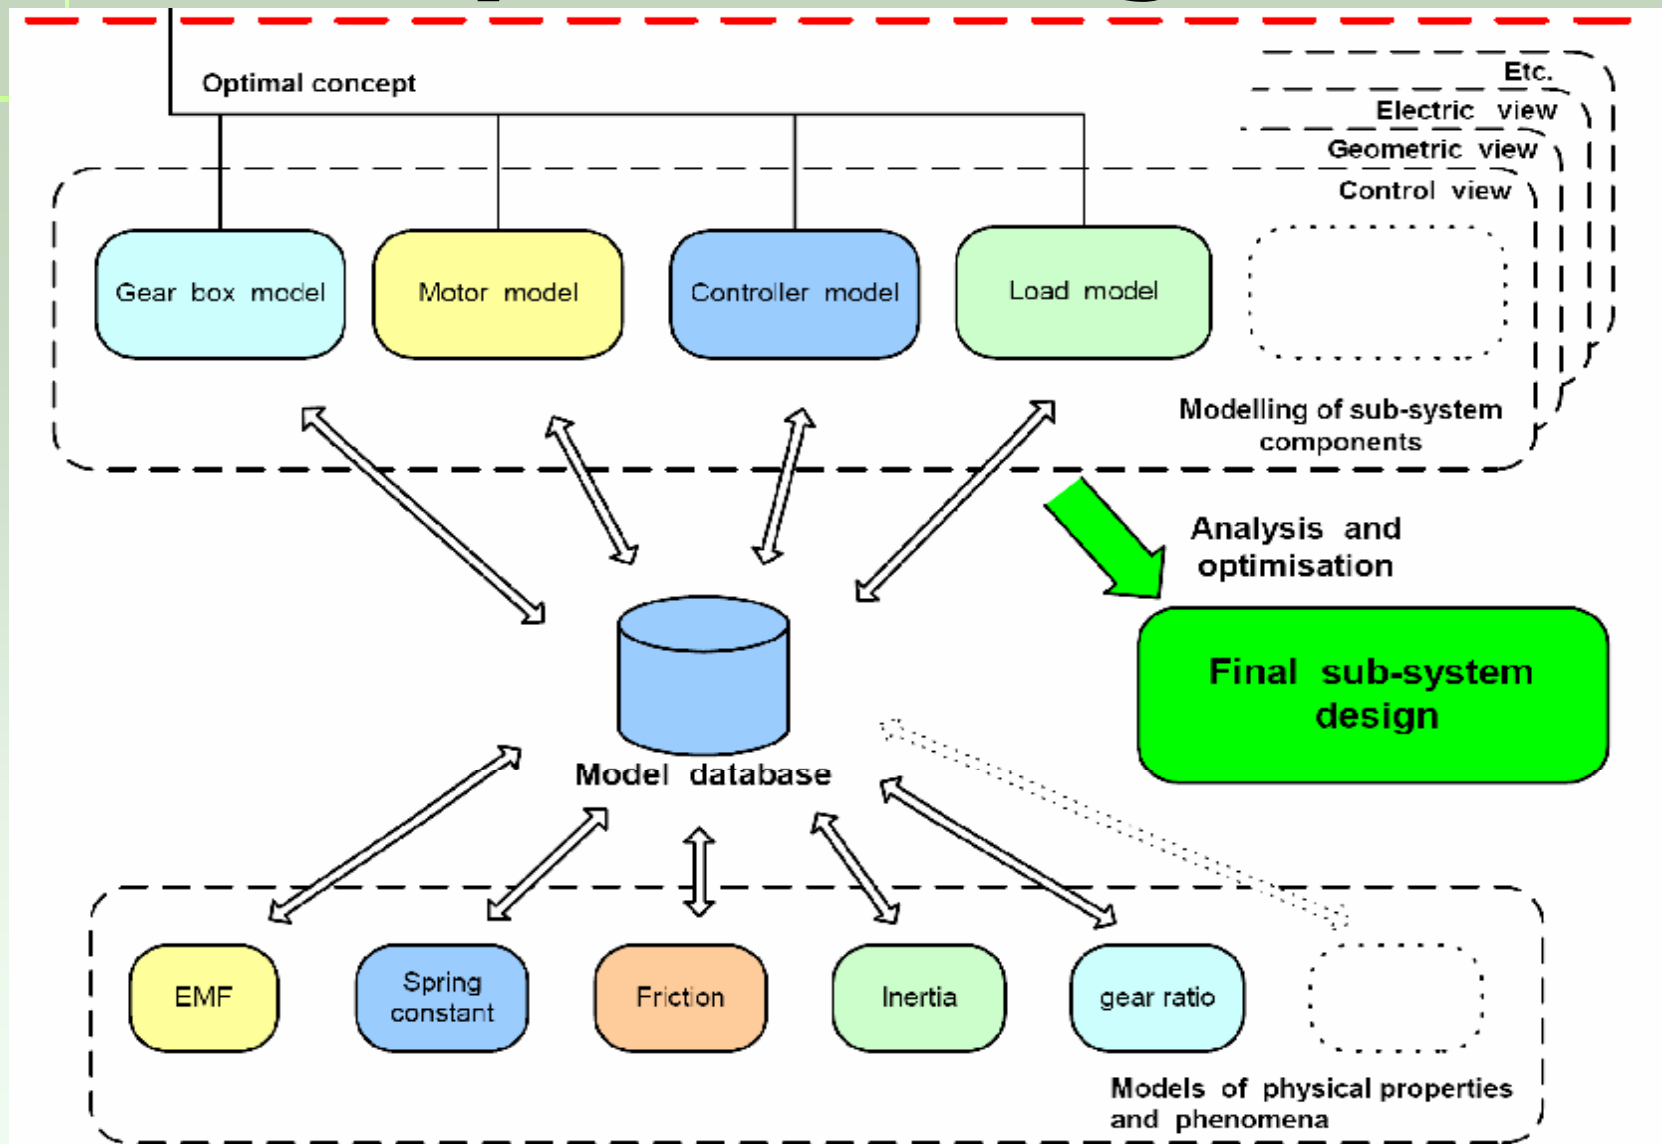 Optimal concept
Etc.
Electric view
Geometric view
Control view
Gear box model
Motor model
Controller model
Load model
Modelling of sub-system
components
Analysis and
optimisation
Final sub-system
design
Model database
EMF
Spring
constant
Friction
Inertia
gear ratio
Models of physical properties
and phenomena